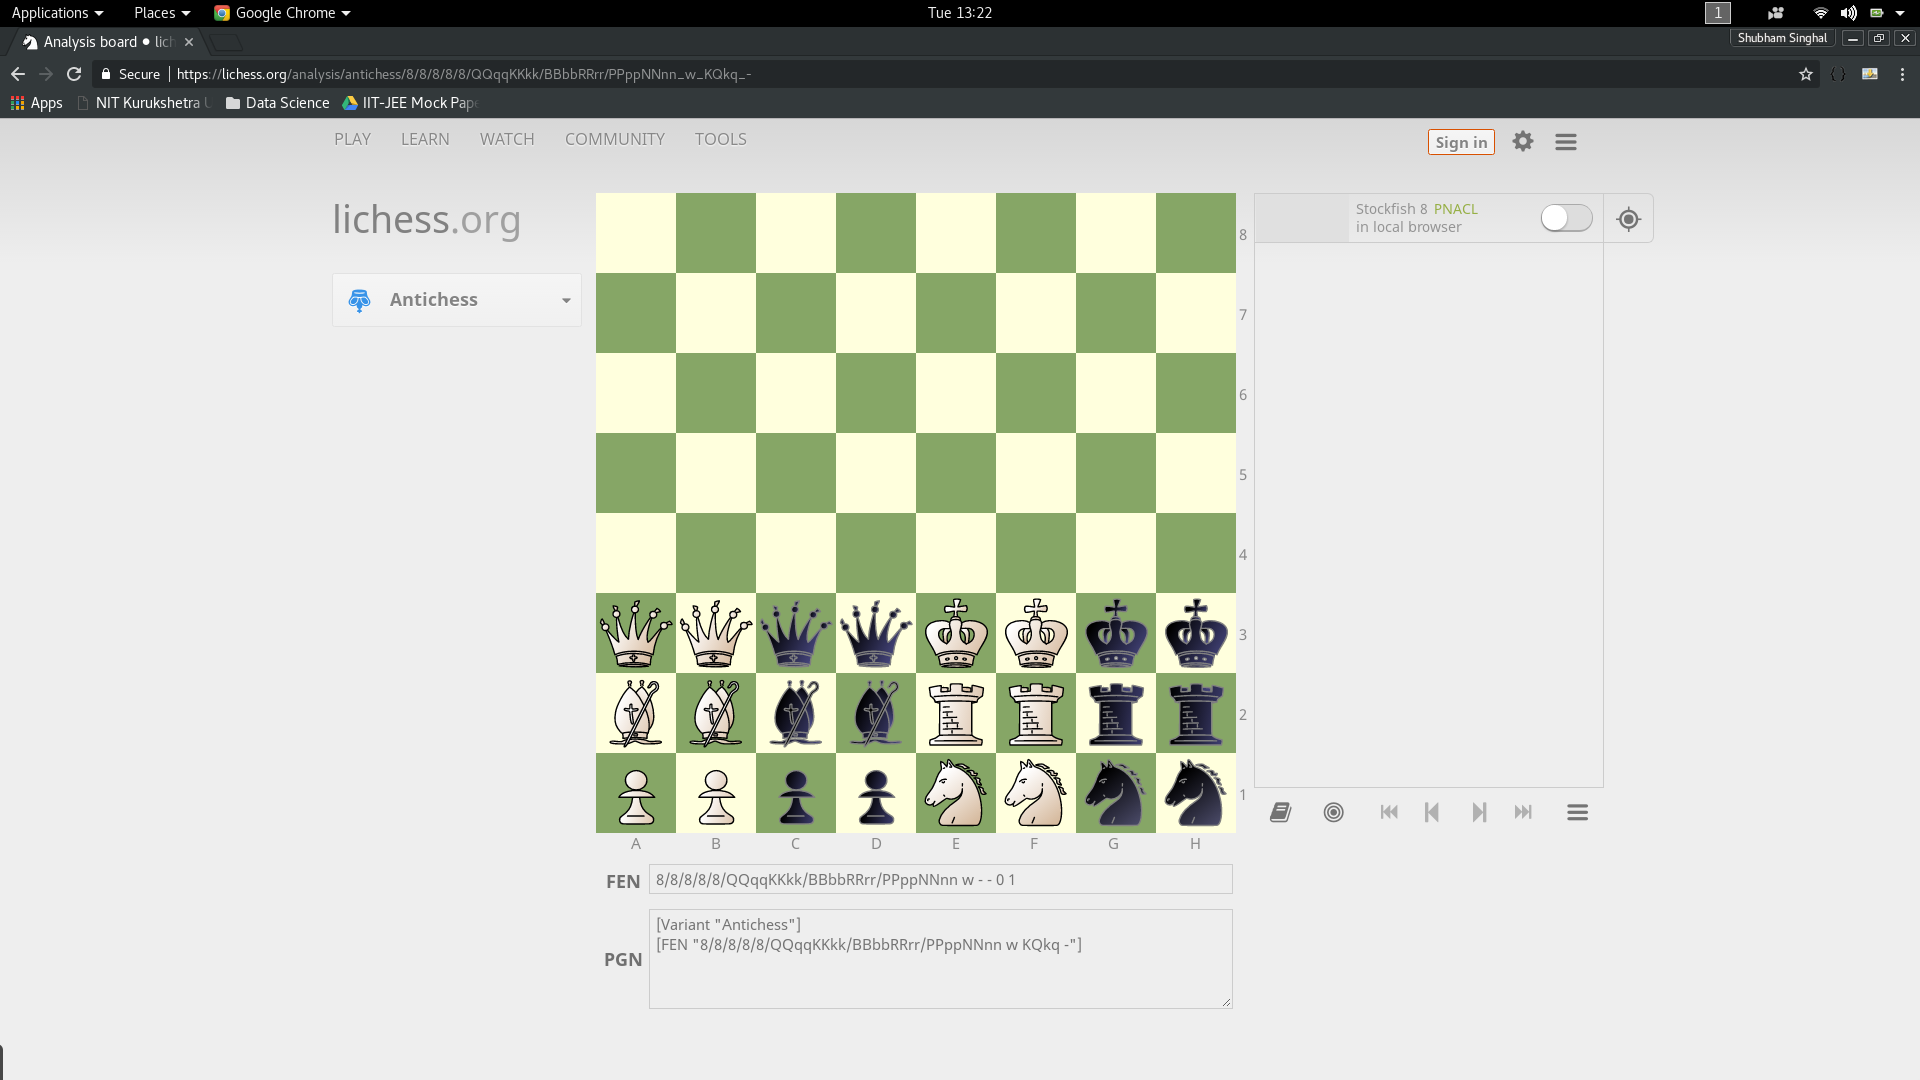 Applications Places Google Chrome Tue 13:22 1
Analysis board • lich Shubham Singhal
Secure https://lichess.org/analysis/antichess/8/8/8/8/8/QQqqKKkk/BBbbRRrr/PPppNNnn_w_KQkq_-
Apps NIT Kurukshetra U Data Science IIT-JEE Mock Pape
PLAY LEARN WATCH COMMUNITY TOOLS Sign in
lichess.org
Stockfish 8 PNACL
in local browser
Antichess
8
7
6
5
4
3
2
1
A B C D E F G H
FEN 8/8/8/8/8/QQqqKKkk/BBbbRRrr/PPppNNnn w - - 0 1
PGN [Variant "Antichess"]
[FEN "8/8/8/8/8/QQqqKKkk/BBbbRRrr/PPppNNnn w KQkq -"]